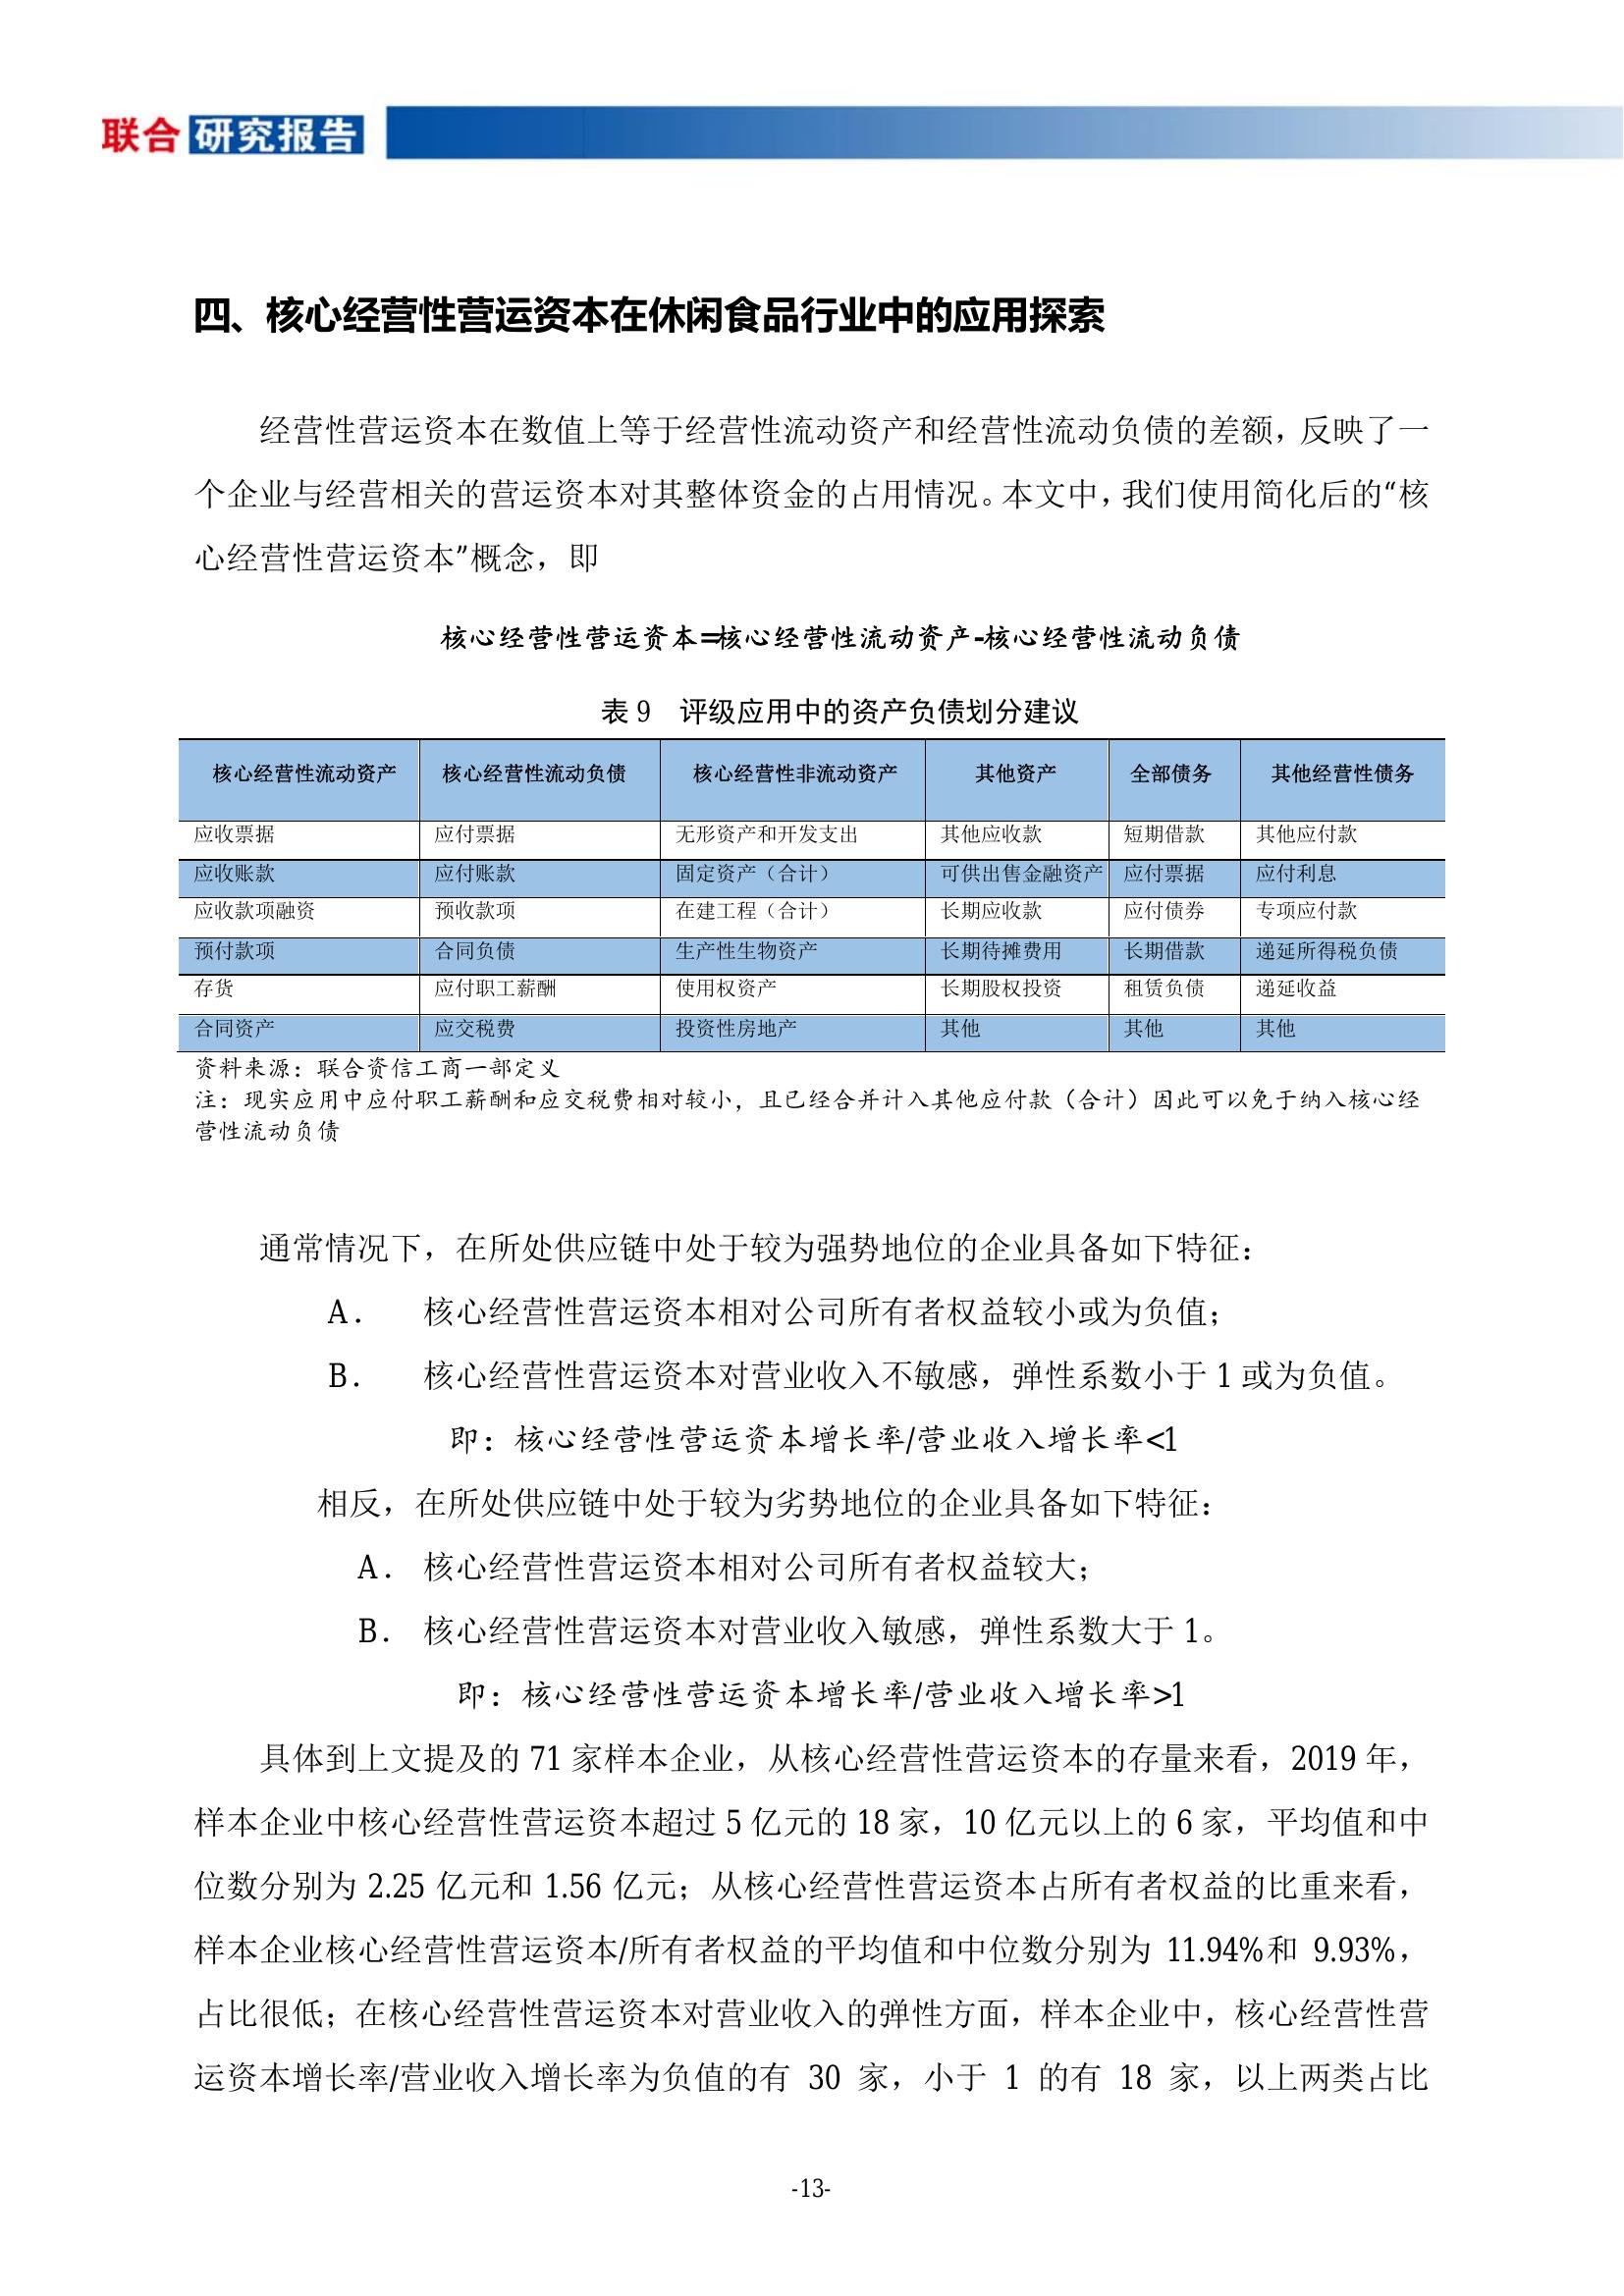 联合 研究报告
四、核心经营性营运资本在休闲食品行业中的应用探索
经营性营运资本在数值上等于经营性流动资产和经营性流动负债的差额，反映了一
个企业与经营相关的营运资本对其整体资金的占用情况。本文中，我们使用简化后的“核
心经营性营运资本”概念，即
核心经营性营运资本=核心经营性流动资产-核心经营性流动负债
表 9 评级应用中的资产负债划分建议
核心经营性流动资产 核心经营性流动负债 核心经营性非流动资产 其他资产 全部债务 其他经营性债务
应收票据 应付票据 无形资产和开发支出 其他应收款 短期借款 其他应付款
应收账款 应付账款 固定资产（合计） 可供出售金融资产 应付票据 应付利息
应收款项融资 预收款项 在建工程（合计） 长期应收款 应付债券 专项应付款
预付款项 合同负债 生产性生物资产 长期待摊费用 长期借款 递延所得税负债
存货 应付职工薪酬 使用权资产 长期股权投资 租赁负债 递延收益
合同资产 应交税费 投资性房地产 其他 其他 其他
资料来源：联合资信工商一部定义
注：现实应用中应付职工薪酬和应交税费相对较小，且已经合并计入其他应付款（合计）因此可以免于纳入核心经
营性流动负债
通常情况下，在所处供应链中处于较为强势地位的企业具备如下特征：
A. 核心经营性营运资本相对公司所有者权益较小或为负值；
B. 核心经营性营运资本对营业收入不敏感，弹性系数小于 1 或为负值。
即：核心经营性营运资本增长率/营业收入增长率<1
相反，在所处供应链中处于较为劣势地位的企业具备如下特征：
A. 核心经营性营运资本相对公司所有者权益较大；
B. 核心经营性营运资本对营业收入敏感，弹性系数大于 1。
即：核心经营性营运资本增长率/营业收入增长率>1
具体到上文提及的 71 家样本企业，从核心经营性营运资本的存量来看，2019 年，
样本企业中核心经营性营运资本超过 5 亿元的 18 家，10 亿元以上的 6 家，平均值和中
位数分别为 2.25 亿元和 1.56 亿元；从核心经营性营运资本占所有者权益的比重来看，
样本企业核心经营性营运资本/所有者权益的平均值和中位数分别为 11.94%和 9.93%，
占比很低；在核心经营性营运资本对营业收入的弹性方面，样本企业中，核心经营性营
运资本增长率/营业收入增长率为负值的有 30 家，小于 1 的有 18 家，以上两类占比
-13-